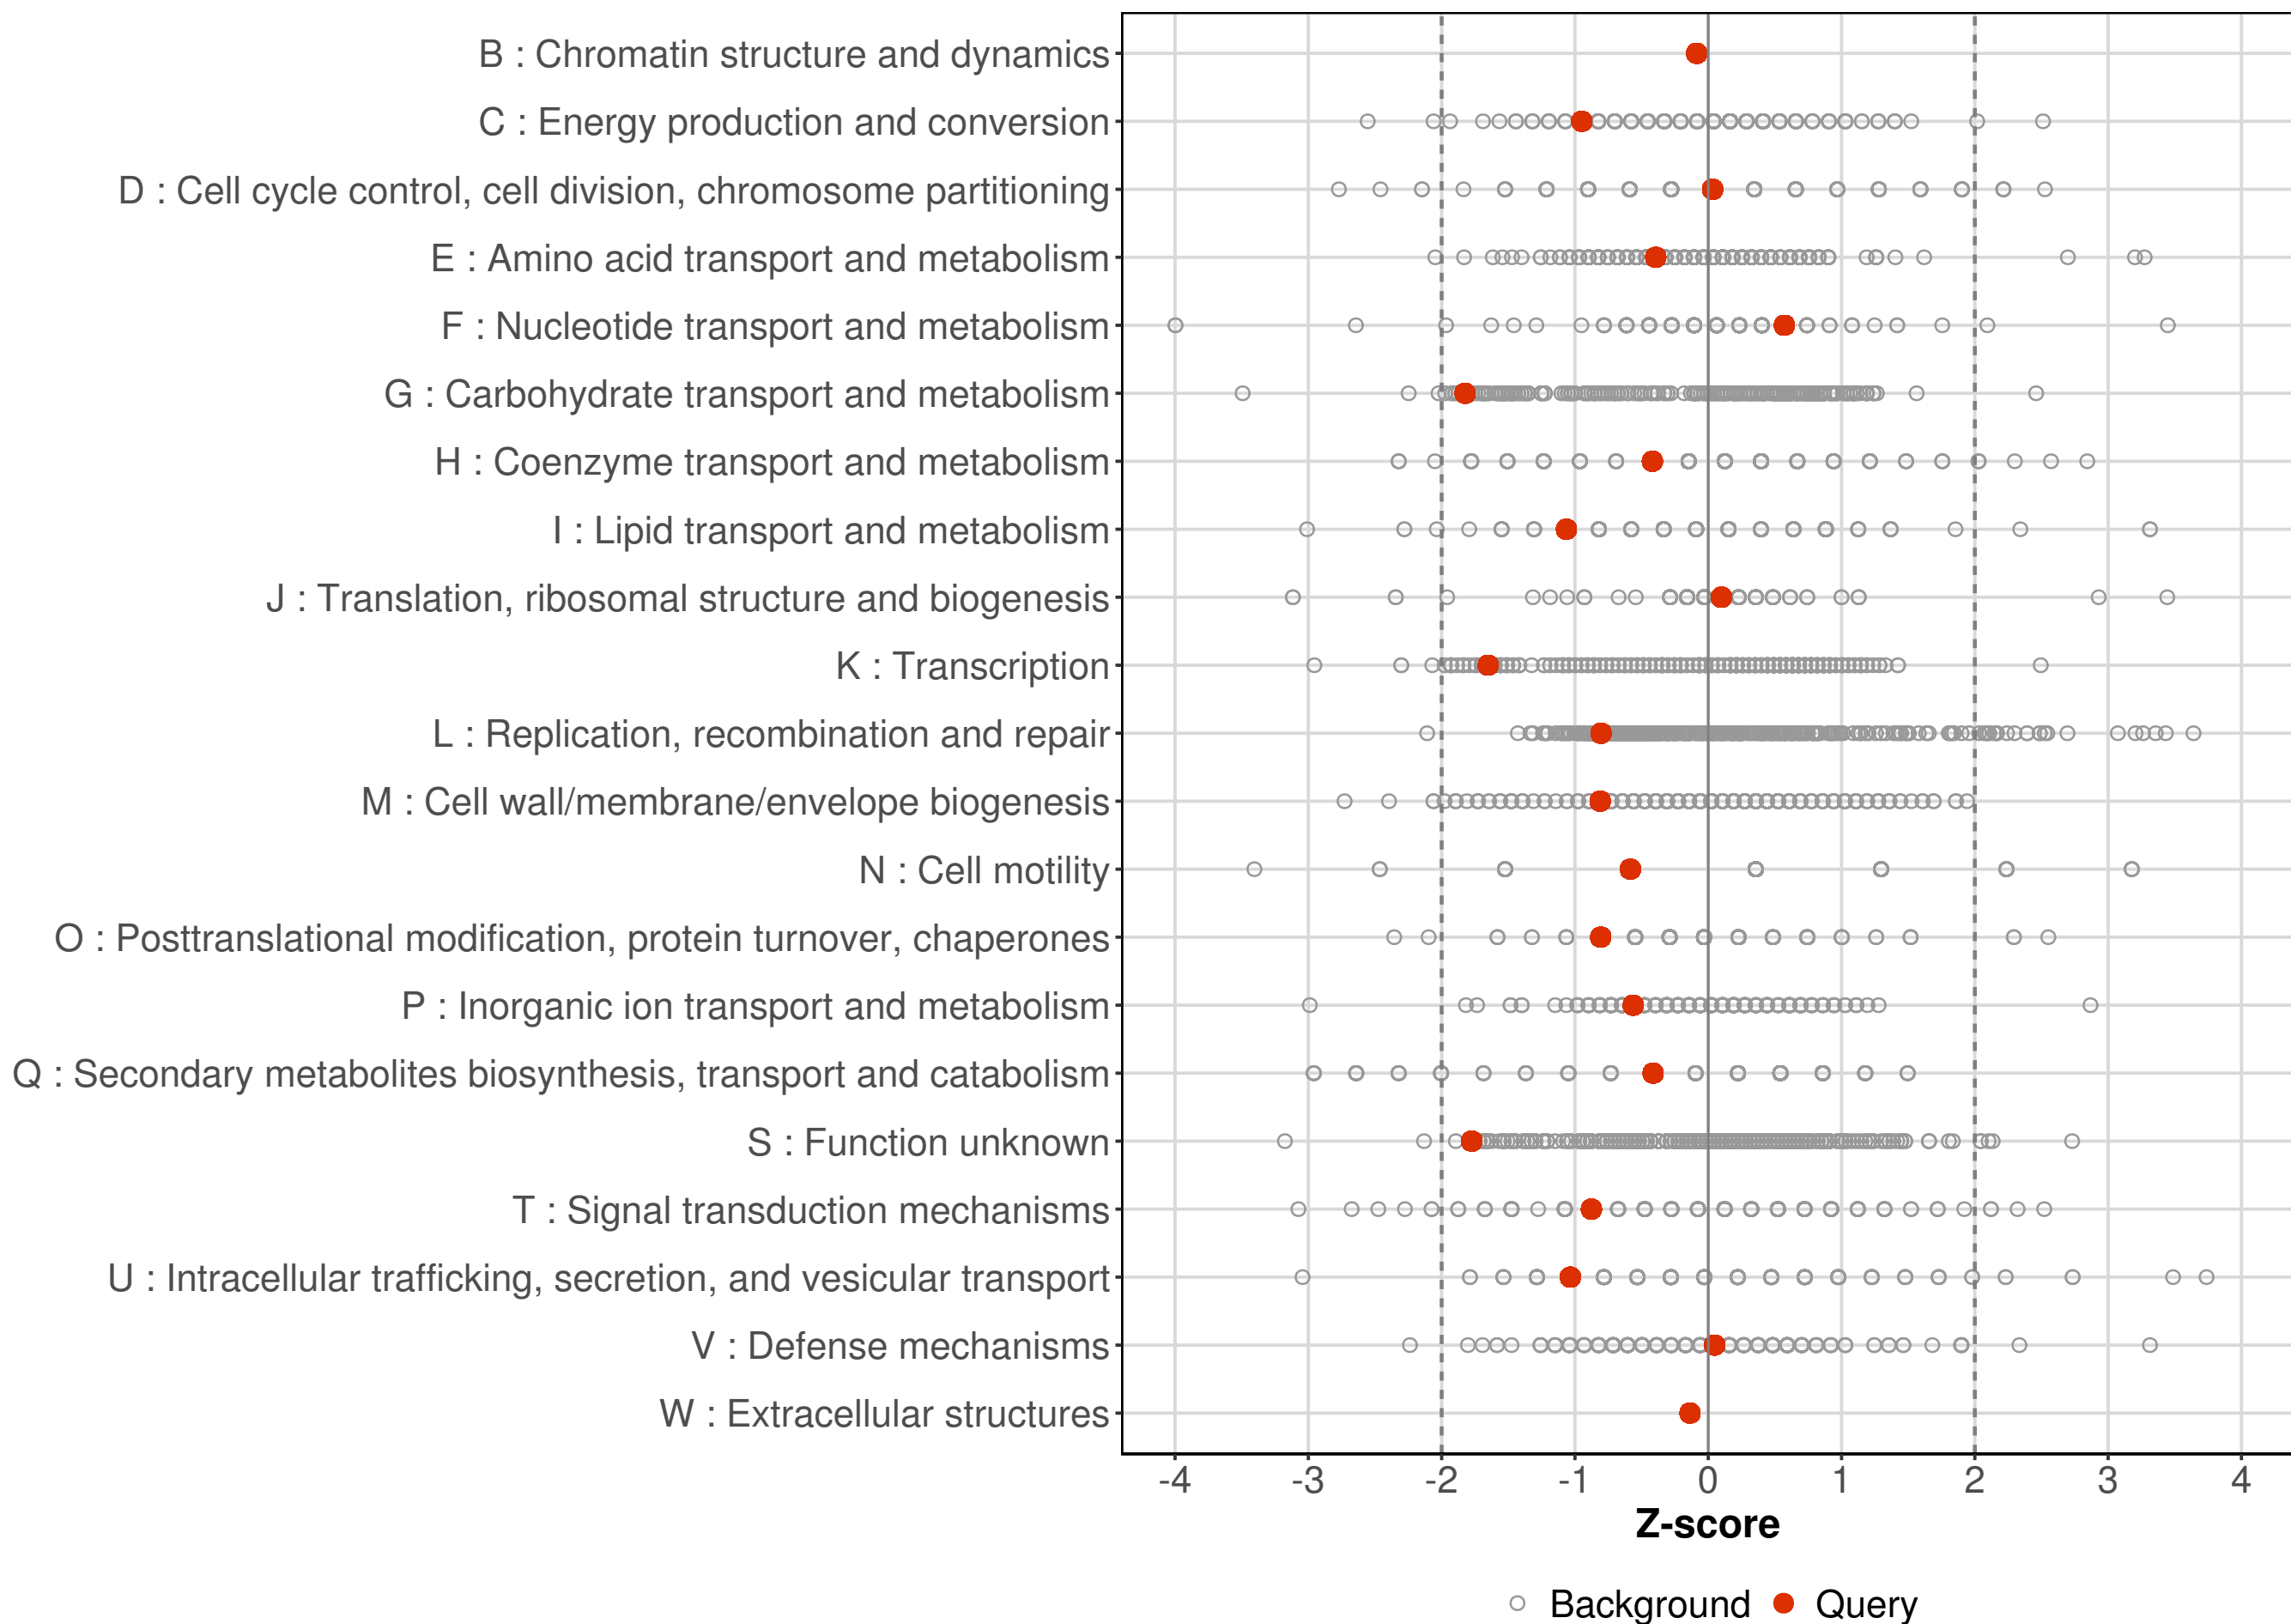 B : Chromatin structure and dynamics
C : Energy production and conversion
D : Cell cycle control, cell division, chromosome partitioning
E : Amino acid transport and metabolism
F : Nucleotide transport and metabolism
G : Carbohydrate transport and metabolism
H : Coenzyme transport and metabolism
I : Lipid transport and metabolism
J : Translation, ribosomal structure and biogenesis
K : Transcription
L : Replication, recombination and repair
M : Cell wall/membrane/envelope biogenesis
N : Cell motility
O : Posttranslational modification, protein turnover, chaperones
P : Inorganic ion transport and metabolism
Q : Secondary metabolites biosynthesis, transport and catabolism
S : Function unknown
T : Signal transduction mechanisms
U : Intracellular trafficking, secretion, and vesicular transport
V : Defense mechanisms
W : Extracellular structures
-4 -3 -2 -1 0 1 2 3 4
Z-score
Background Query